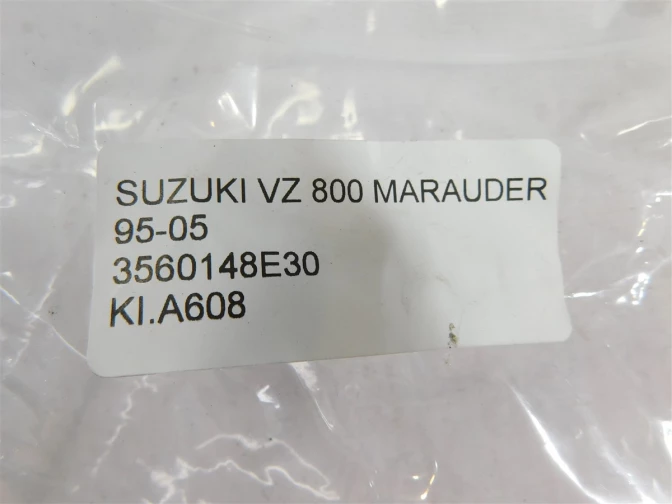 SUZUKI VZ 800 MARAUDER
95-05
3560148E30
KI.A608